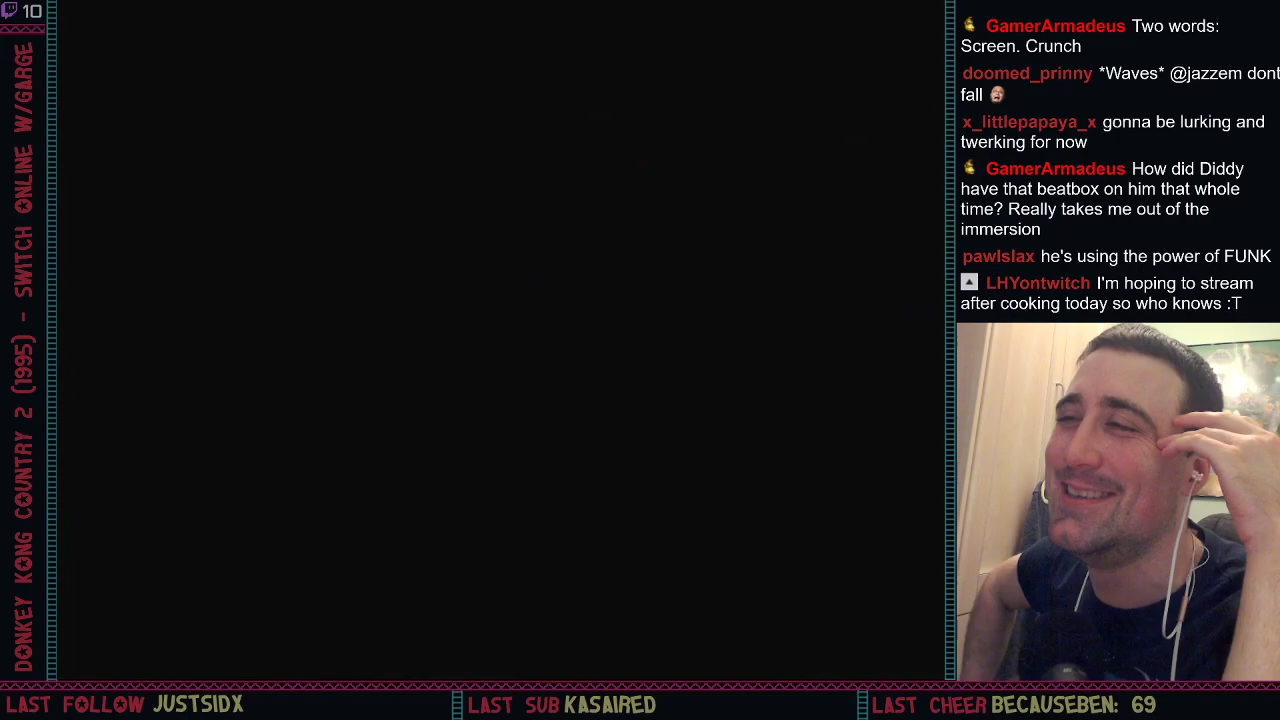 10
DONKEY KONG COUNTRY 2 (1995) - SWITCH ONLINE W/GARGE
GamerArmadeus Two words:
Screen. Crunch
doomed_prinny *Waves* @jazzem dont
fall
x_littlepapaya_x gonna be lurking and
twerking for now
GamerArmadeus How did Diddy
have that beatbox on him that whole
time? Really takes me out of the
immersion
pawlslax he's using the power of FUNK
LHYontwitch I'm hoping to stream
after cooking today so who knows :T
LAST FOLLOW JUSTSIDX
LAST SUB KASAIRED
LAST CHEER BECAUSEBEN: 69